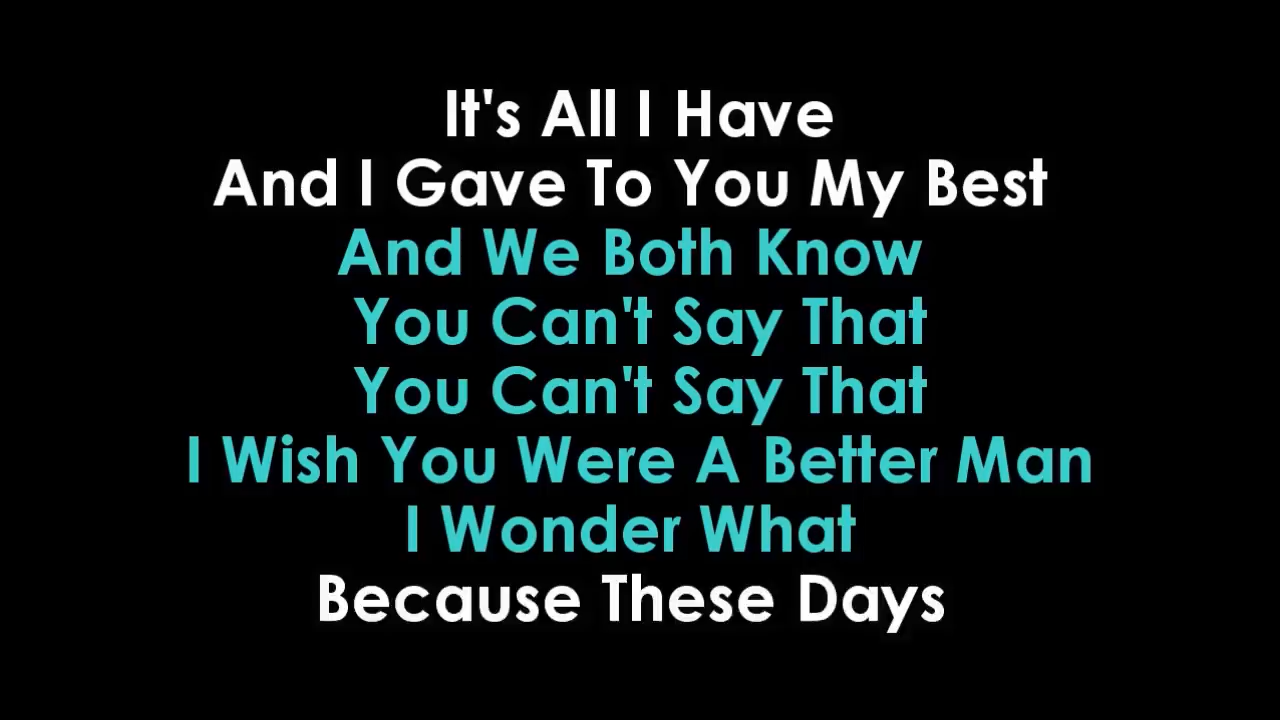 It's All I Have
And I Gave To You My Best
And We Both Know
You Can't Say That
You Can't Say That
I Wish You Were A Better Man
I Wonder What
Because These Days